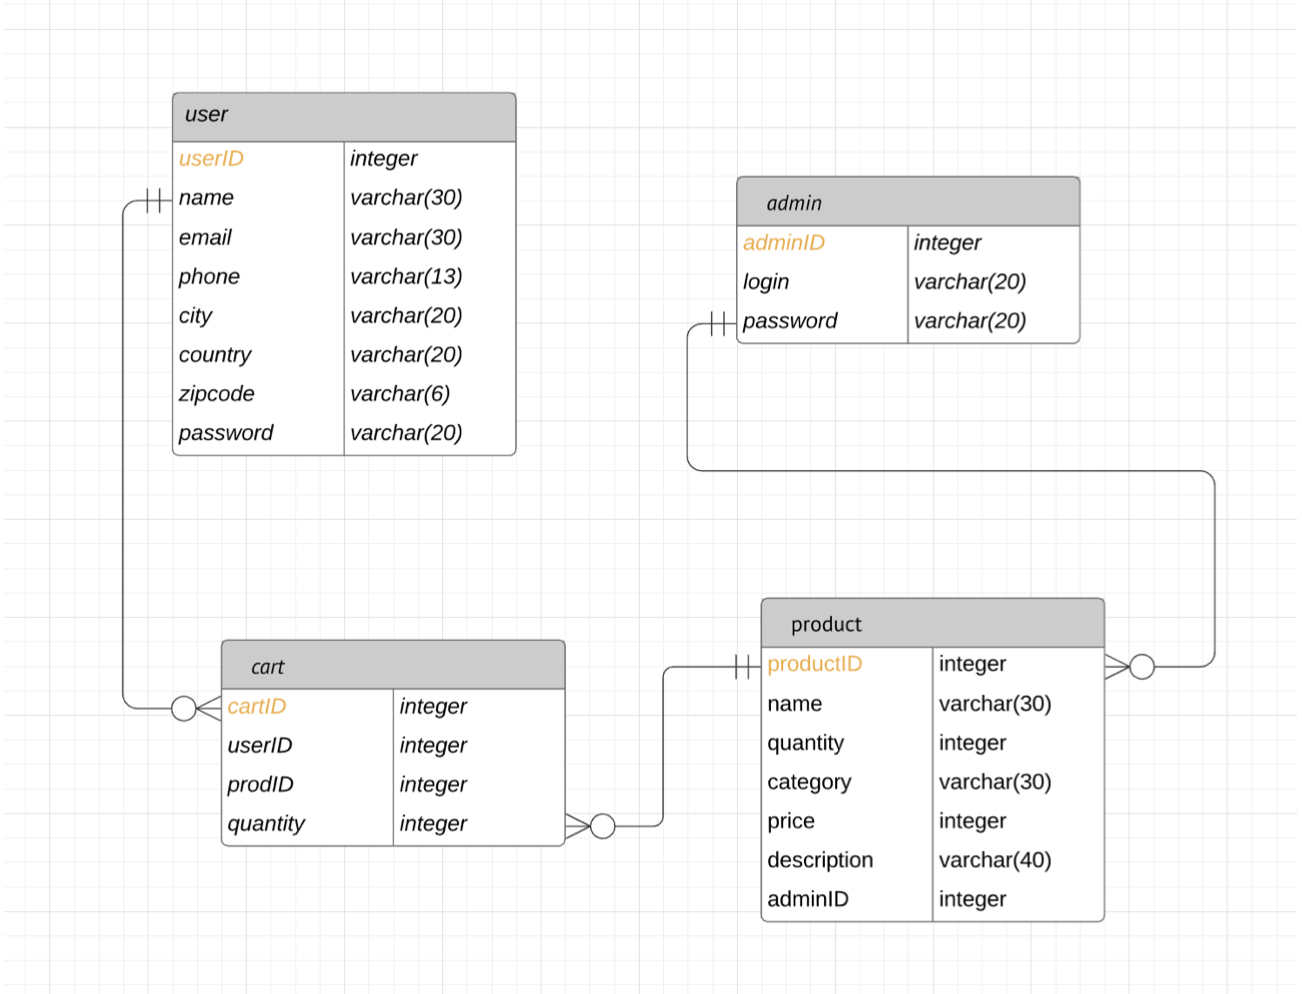 user
userID integer
name varchar(30)
email varchar(30)
phone varchar(13)
city varchar(20)
country varchar(20)
zipcode varchar(6)
password varchar(20)
admin
adminID integer
login varchar(20)
password varchar(20)
cart
cartID integer
userID integer
prodID integer
quantity integer
product
productID integer
name varchar(30)
quantity integer
category varchar(30)
price integer
description varchar(40)
adminID integer